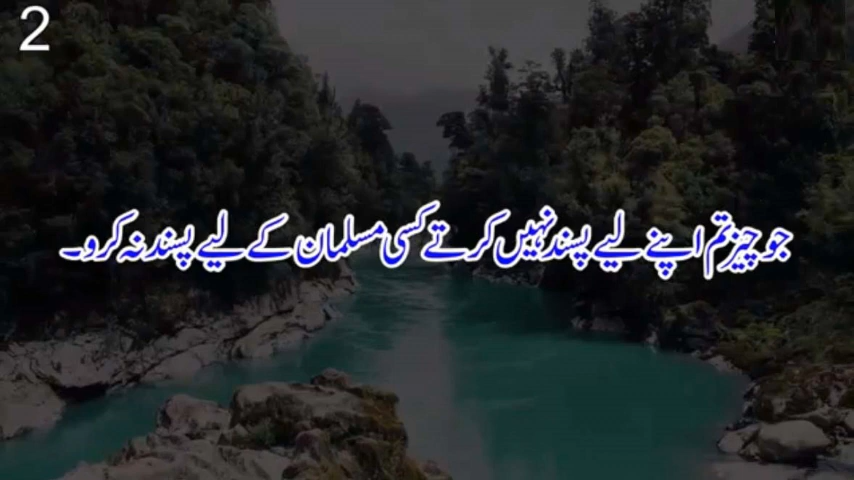 2
جو چیز تم اپنے لیے پسند نہیں کرتے کسی مسلمان کے لیے پسند نہ کرو۔